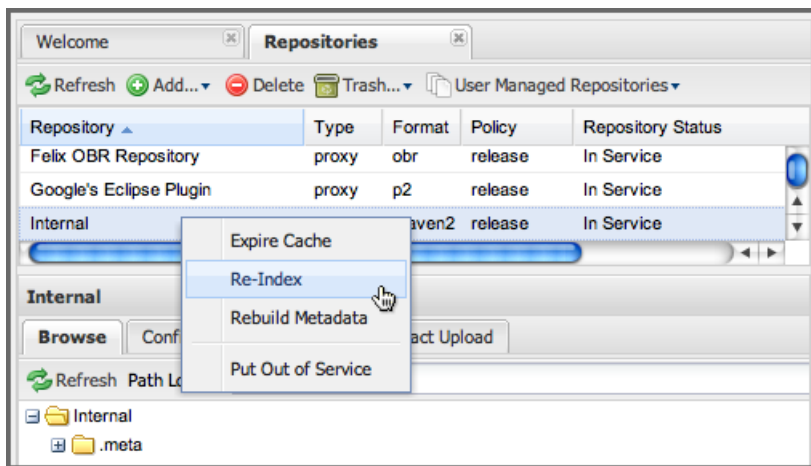 Welcome Repositories
Refresh Add... Delete Trash... User Managed Repositories
Repository Type Format Policy Repository Status
Felix OBR Repository proxy obr release In Service
Google's Eclipse Plugin proxy p2 release In Service
Internal aven2 release In Service
Expire Cache
Re-Index
Internal
Rebuild Metadata
Browse Conf act Upload
Put Out of Service
Refresh Path Lo
Internal
.meta